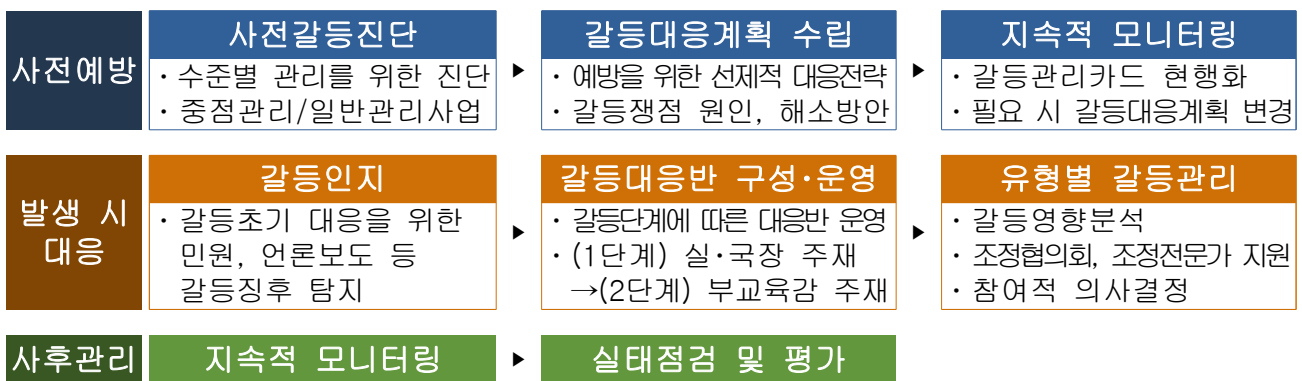 사전예방
사전갈등진단
· 수준별 관리를 위한 진단
· 중점관리/일반관리사업
▶
갈등대응계획 수립
· 예방을 위한 선제적 대응전략
· 갈등쟁점 원인, 해소방안
▶
지속적 모니터링
· 갈등관리카드 현행화
· 필요 시 갈등대응계획 변경
발생 시
대응
갈등인지
· 갈등초기 대응을 위한
민원, 언론보도 등
갈등징후 탐지
▶
갈등대응반 구성·운영
· 갈등단계에 따른 대응반 운영
· (1단계) 실·국장 주재
→(2단계) 부교육감 주재
▶
유형별 갈등관리
· 갈등영향분석
· 조정협의회, 조정전문가 지원
· 참여적 의사결정
사후관리
지속적 모니터링
▶
실태점검 및 평가